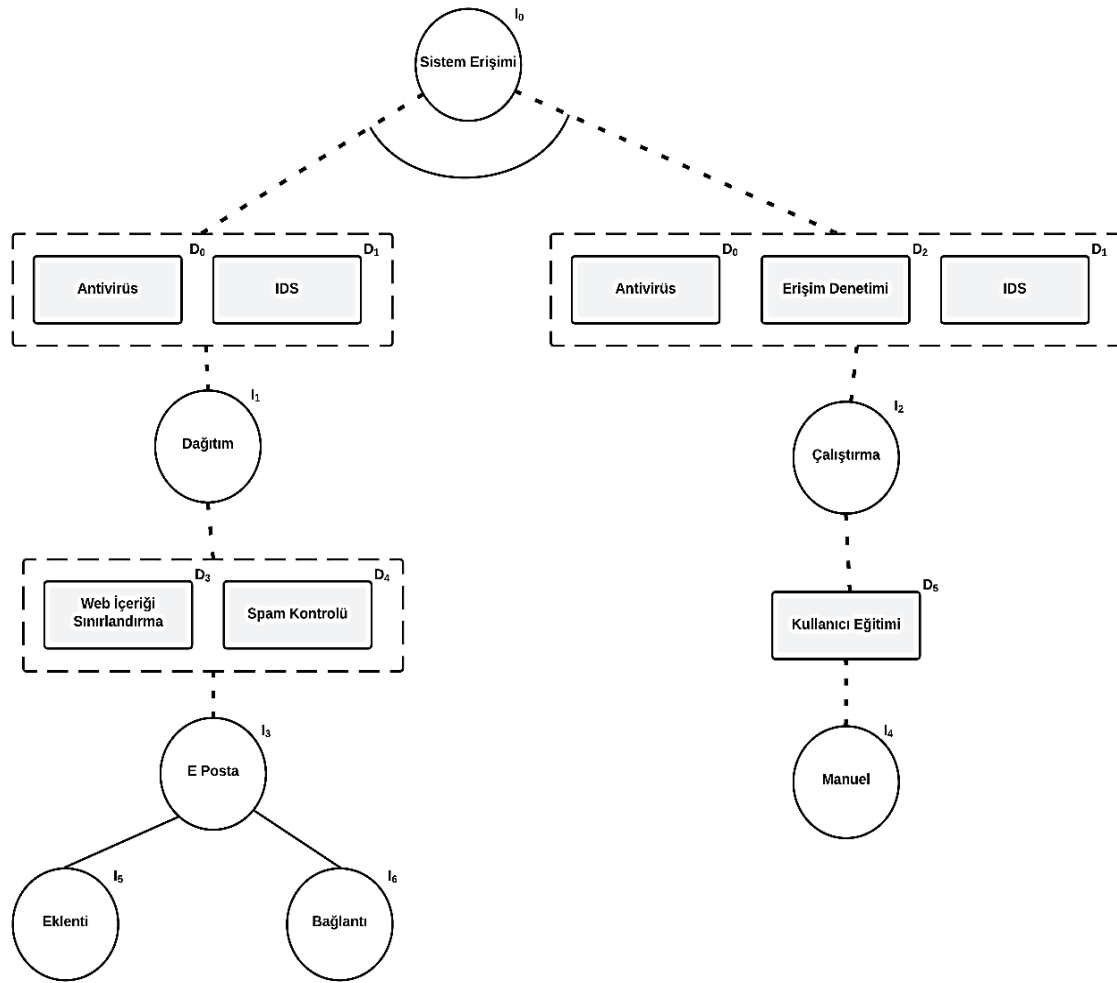 I₀
Sistem Erişimi
D₀
D₁
Antivirüs
IDS
D₀
D₂
D₁
Antivirüs
Erişim Denetimi
IDS
I₁
Dağıtım
I₂
Çalıştırma
D₃
D₄
Web İçeriği
Sınırlandırma
Spam Kontrolü
D₅
Kullanıcı Eğitimi
I₃
E Posta
I₄
Manuel
I₅
Eklenti
I₆
Bağlantı